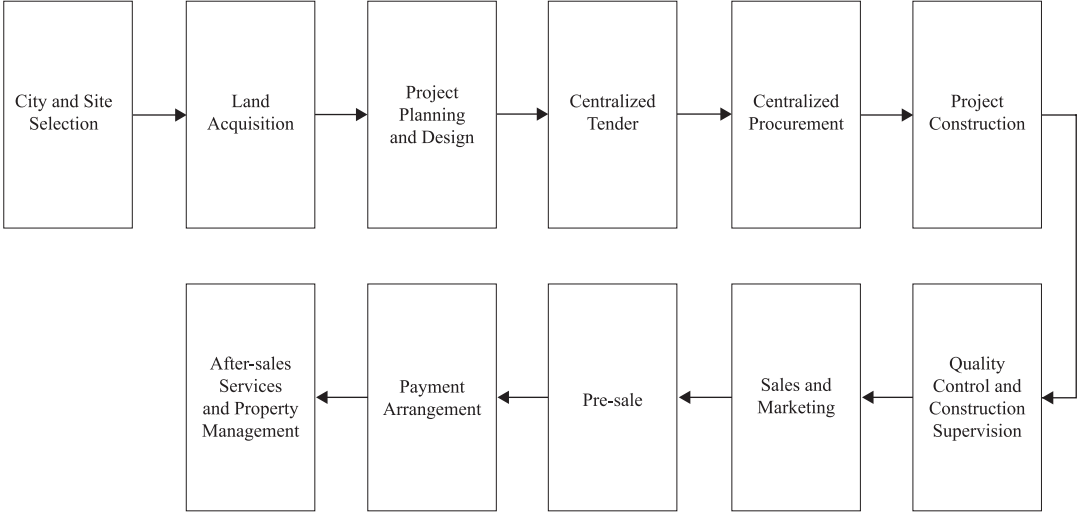 City and Site
Selection
Land
Acquisition
Project
Planning
and Design
Centralized
Tender
Centralized
Procurement
Project
Construction
After-sales
Services
and Property
Management
Payment
Arrangement
Pre-sale
Sales and
Marketing
Quality
Control and
Construction
Supervision